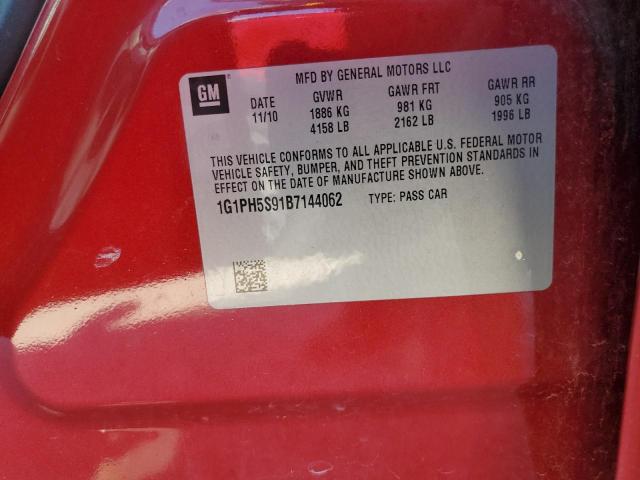 MFD BY GENERAL MOTORS LLC
GM
DATE GVWR GAWR FRT GAWR RR
11/10 1886 KG 981 KG 905 KG
4158 LB 2162 LB 1996 LB
THIS VEHICLE CONFORMS TO ALL APPLICABLE U.S. FEDERAL MOTOR
VEHICLE SAFETY, BUMPER, AND THEFT PREVENTION STANDARDS IN
EFFECT ON THE DATE OF MANUFACTURE SHOWN ABOVE.
1G1PH5S91B7144062 TYPE: PASS CAR